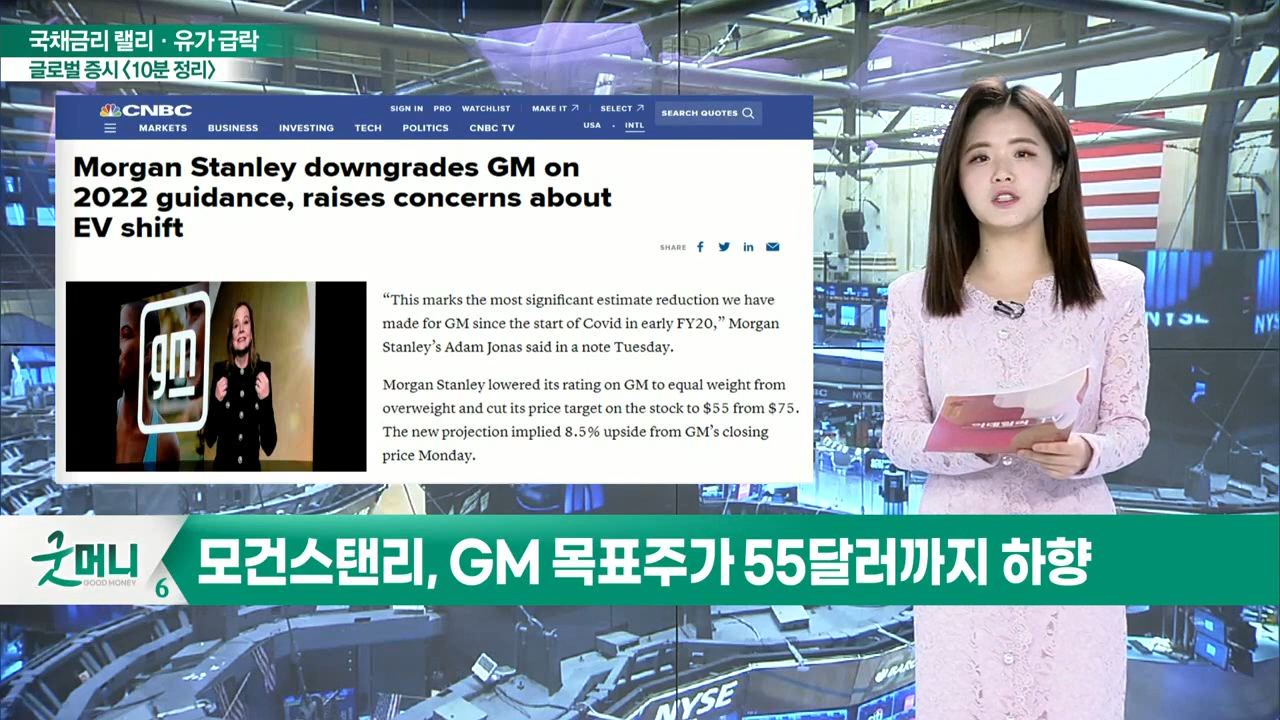 국채금리 랠리 · 유가 급락
글로벌 증시 <10분 정리>
CNBC
SIGN IN PRO WATCHLIST MAKE IT SELECT
SEARCH QUOTES
MARKETS BUSINESS INVESTING TECH POLITICS CNBC TV
USA · INTL
Morgan Stanley downgrades GM on
2022 guidance, raises concerns about
EV shift
SHARE
gm
“This marks the most significant estimate reduction we have
made for GM since the start of Covid in early FY20,” Morgan
Stanley’s Adam Jonas said in a note Tuesday.
Morgan Stanley lowered its rating on GM to equal weight from
overweight and cut its price target on the stock to $55 from $75.
The new projection implied 8.5% upside from GM’s closing
price Monday.
굿머니
GOOD MONEY
6
모건스탠리, GM 목표주가 55달러까지 하향
NYSE